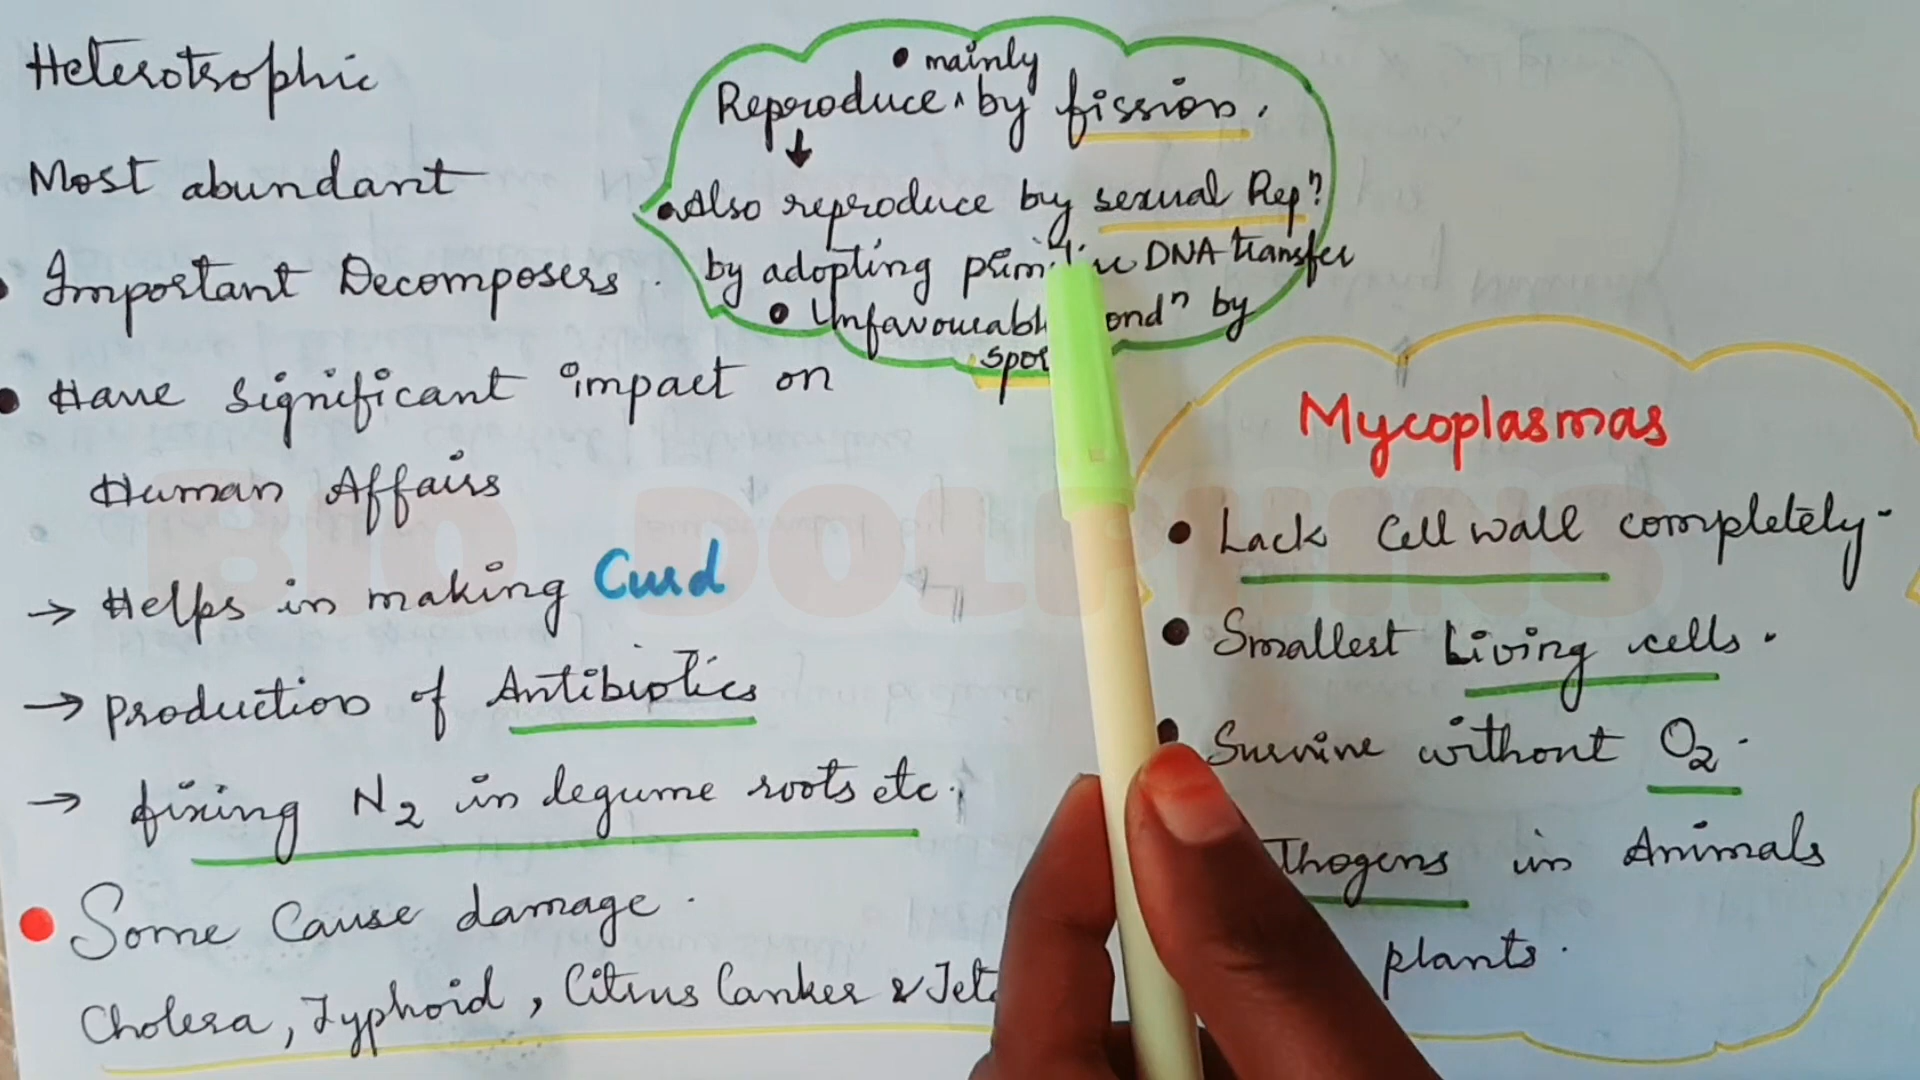 Heterotrophic
Most abundant
• Important Decomposers.
• Have significant impact on
Human Affairs
→ Helps in making Curd
→ production of Antibiotics
→ fixing N2 in legume roots etc.
• Some Cause damage.
Cholera, Typhoid, Citrus Canker &
• mainly
Reproduce ^ by fission.
↓
• Also reproduce by sexual Repⁿ
by adopting DNA transfer
• by
Mycoplasmas
• Lack Cell wall completely.
• Smallest Living cells.
• Survive without O2.
in Animals
plants.
BIO DOLPHINS